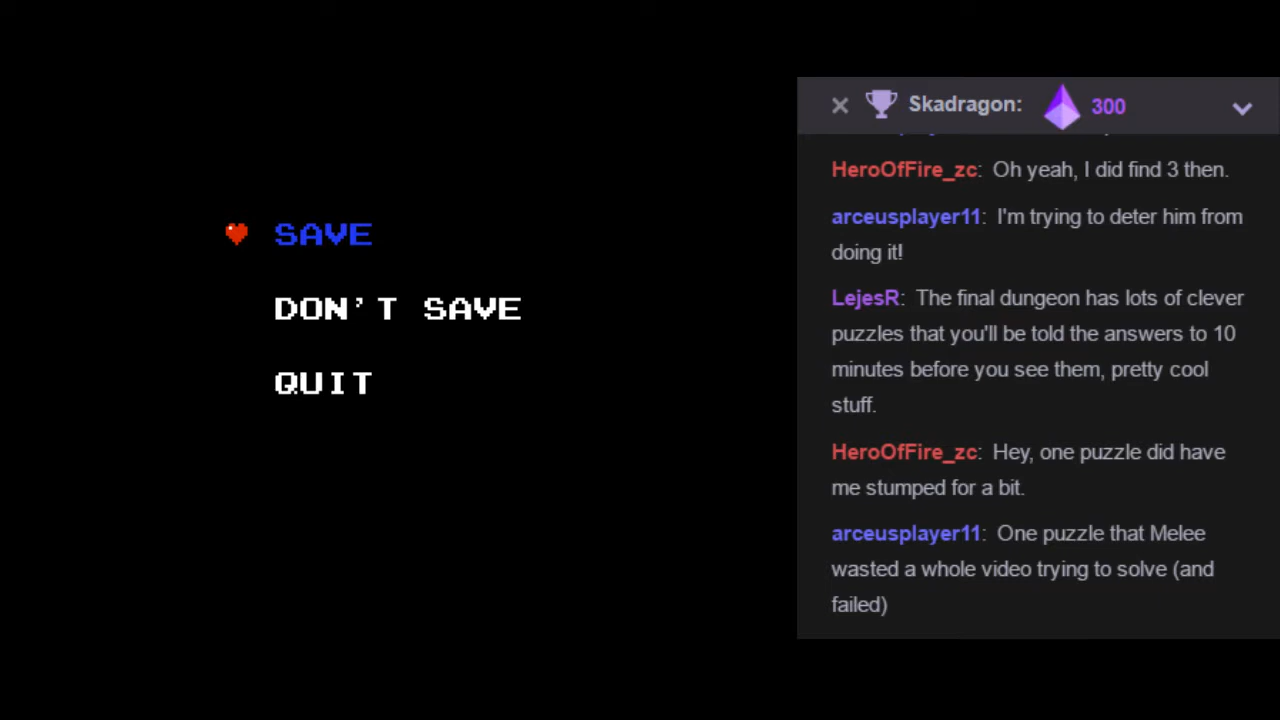 SAVE
DON'T SAVE
QUIT
Skadragon: 300
HeroOfFire_zc: Oh yeah, I did find 3 then.
arceusplayer11: I'm trying to deter him from
doing it!
LejesR: The final dungeon has lots of clever
puzzles that you'll be told the answers to 10
minutes before you see them, pretty cool
stuff.
HeroOfFire_zc: Hey, one puzzle did have
me stumped for a bit.
arceusplayer11: One puzzle that Melee
wasted a whole video trying to solve (and
failed)